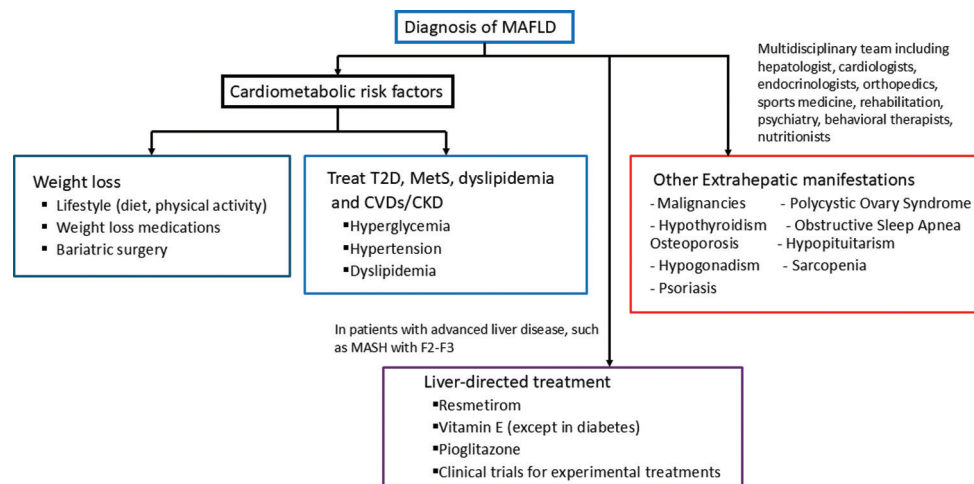 Diagnosis of MAFLD
Multidisciplinary team including
hepatologist, cardiologists,
endocrinologists, orthopedics,
sports medicine, rehabilitation,
psychiatry, behavioral therapists,
nutritionists
Cardiometabolic risk factors
Weight loss
▪ Lifestyle (diet, physical activity)
▪ Weight loss medications
▪ Bariatric surgery
Treat T2D, MetS, dyslipidemia
and CVDs/CKD
▪Hyperglycemia
▪Hypertension
▪Dyslipidemia
Other Extrahepatic manifestations
- Malignancies - Polycystic Ovary Syndrome
- Hypothyroidism - Obstructive Sleep Apnea
Osteoporosis - Hypopituitarism
- Hypogonadism - Sarcopenia
- Psoriasis
In patients with advanced liver disease, such
as MASH with F2-F3
Liver-directed treatment
▪Resmetirom
▪Vitamin E (except in diabetes)
▪Pioglitazone
▪Clinical trials for experimental treatments